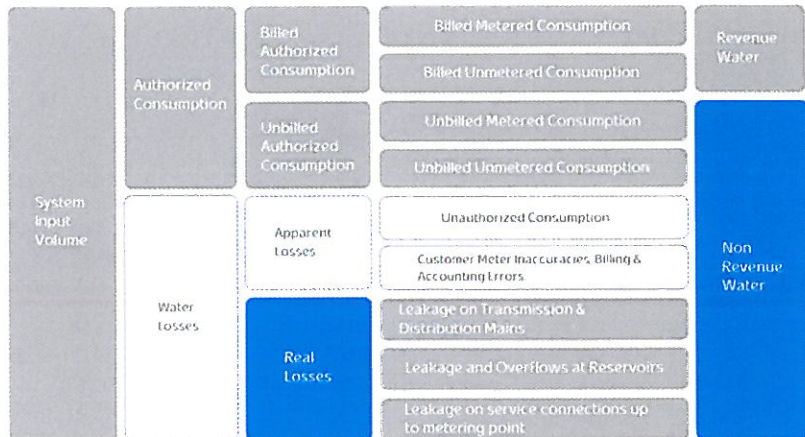 System
Input
Volume
Authorized
Consumption
Water
Losses
Billed
Authorized
Consumption
Unbilled
Authorized
Consumption
Apparent
Losses
Real
Losses
Billed Metered Consumption
Billed Unmetered Consumption
Unbilled Metered Consumption
Unbilled Unmetered Consumption
Unauthorized Consumption
Customer Meter Inaccuracies, Billing &
Accounting Errors
Leakage on Transmission &
Distribution Mains
Leakage and Overflows at Reservoirs
Leakage on service connections up
to metering point
Revenue
Water
Non
Revenue
Water